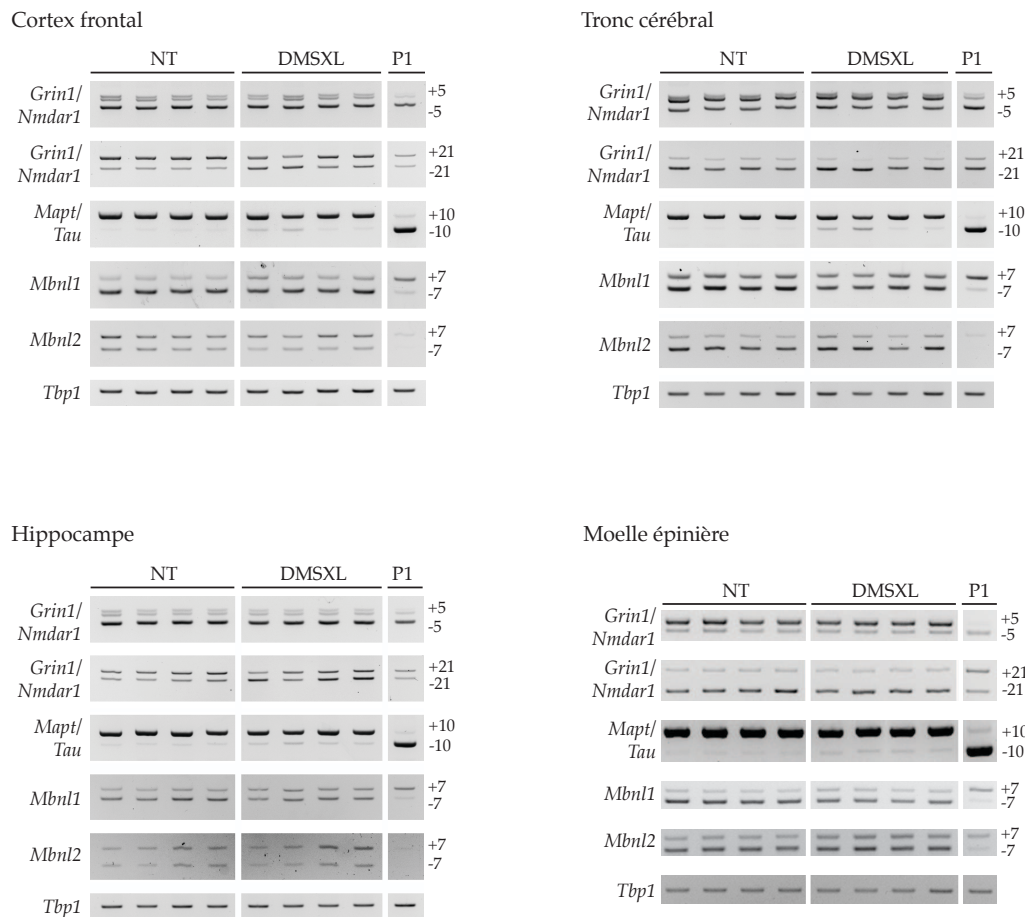 Cortex frontal
NT DMSXL P1
Grin1/
Nmdar1
+5
-5
Grin1/
Nmdar1
+21
-21
Mapt/
Tau
+10
-10
Mbnl1
+7
-7
Mbnl2
+7
-7
Tbp1
Tronc cérébral
NT DMSXL P1
Grin1/
Nmdar1
+5
-5
Grin1/
Nmdar1
+21
-21
Mapt/
Tau
+10
-10
Mbnl1
+7
-7
Mbnl2
+7
-7
Tbp1
Hippocampe
NT DMSXL P1
Grin1/
Nmdar1
+5
-5
Grin1/
Nmdar1
+21
-21
Mapt/
Tau
+10
-10
Mbnl1
+7
-7
Mbnl2
+7
-7
Tbp1
Moelle épinière
NT DMSXL P1
Grin1/
Nmdar1
+5
-5
Grin1/
Nmdar1
+21
-21
Mapt/
Tau
+10
-10
Mbnl1
+7
-7
Mbnl2
+7
-7
Tbp1